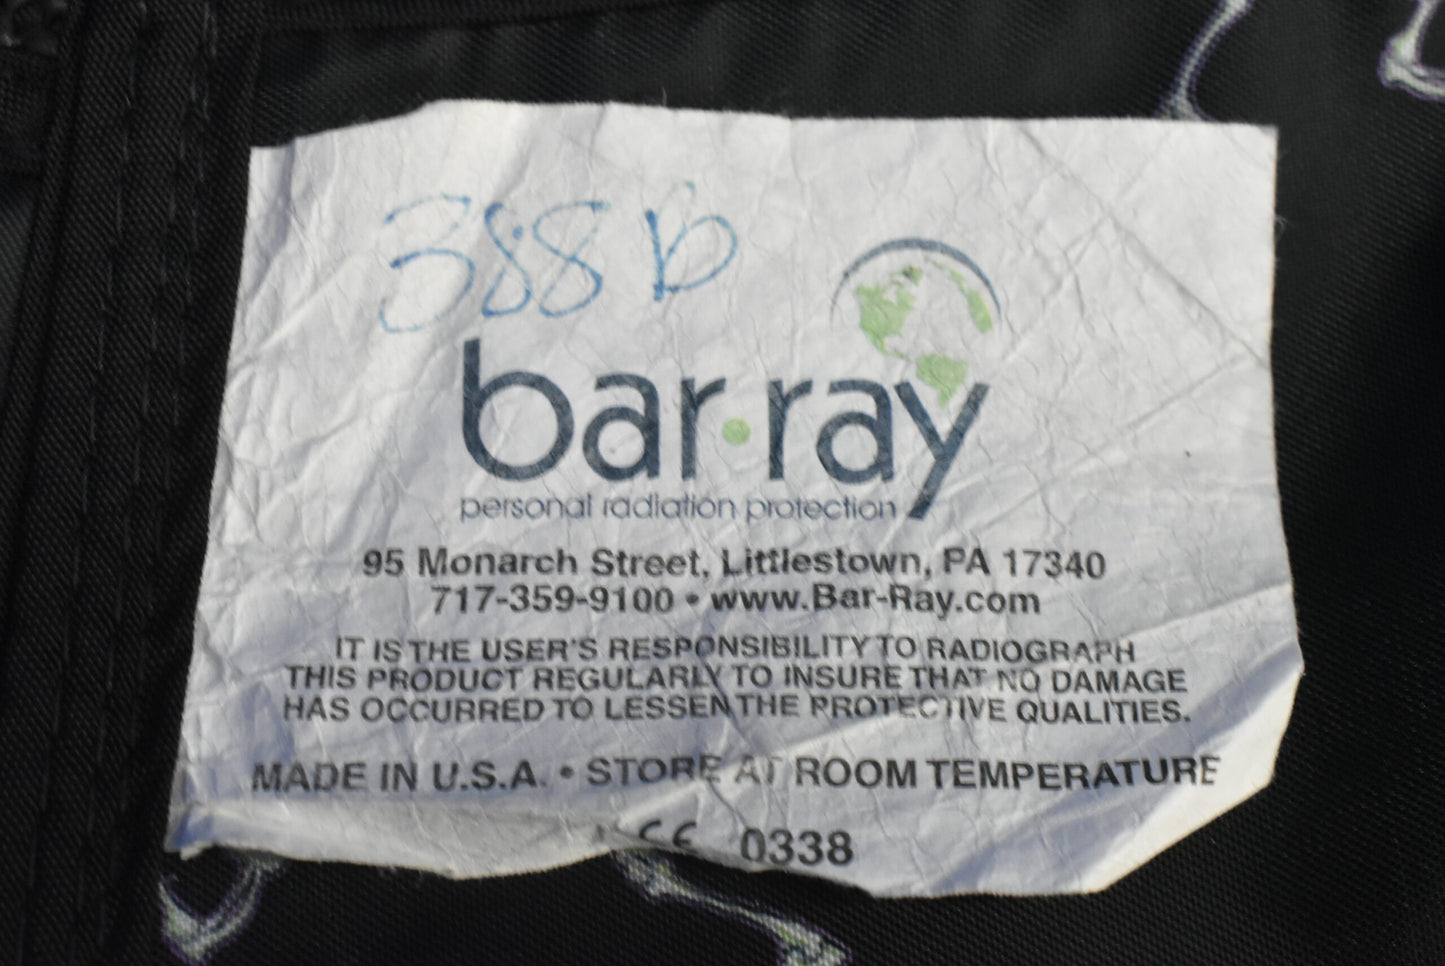 388 b
bar·ray
personal radiation protection
95 Monarch Street, Littlestown, PA 17340
717-359-9100 • www.Bar-Ray.com
IT IS THE USER'S RESPONSIBILITY TO RADIOGRAPH
THIS PRODUCT REGULARLY TO INSURE THAT NO DAMAGE
HAS OCCURRED TO LESSEN THE PROTECTIVE QUALITIES.
MADE IN U.S.A. • STORE AT ROOM TEMPERATURE
CE 0338